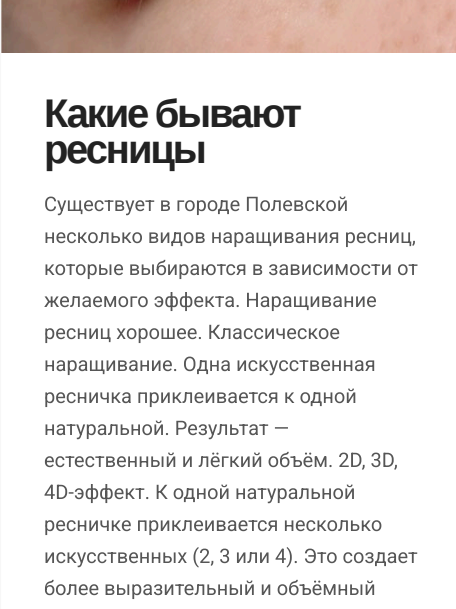 Какие бывают
ресницы
Существует в городе Полевской
несколько видов наращивания ресниц,
которые выбираются в зависимости от
желаемого эффекта. Наращивание
ресниц хорошее. Классическое
наращивание. Одна искусственная
ресничка приклеивается к одной
натуральной. Результат —
естественный и лёгкий объём. 2D, 3D,
4D-эффект. К одной натуральной
ресничке приклеивается несколько
искусственных (2, 3 или 4). Это создает
более выразительный и объёмный